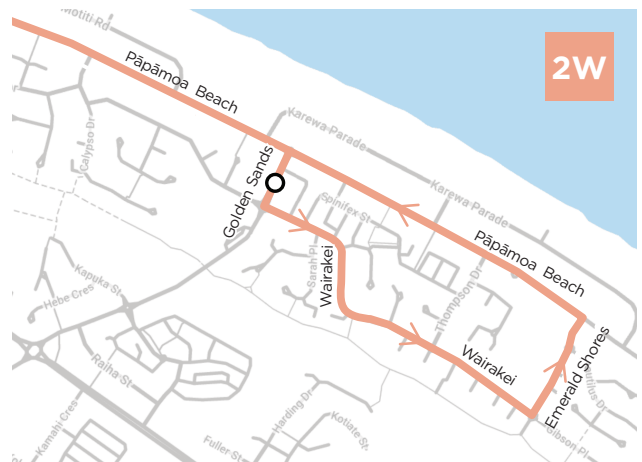 Motiti Rd
2W
Pāpāmoa Beach
Calypso Dr
Karewa Parade
Golden Sands
Spinifex St
Karewa Parade
Sarah Pl
Wairakei
Pāpāmoa Beach
Thompson Dr
Kapuka St
Hebe Cres
Wairakei
Emerald Shores
Raiha St
Harding Dr
Kamahi Cres
Kotiate St
Fuller St
Gibson Pl